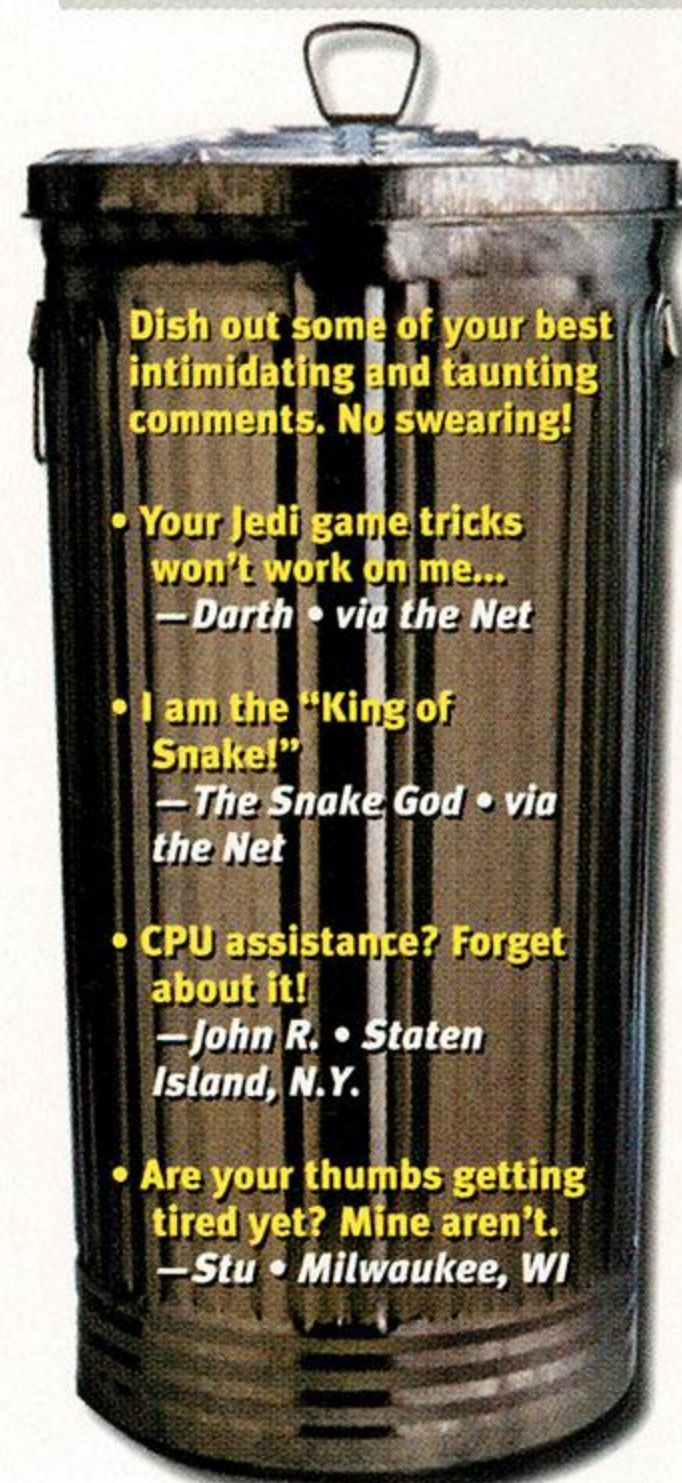 Dish out some of your best
intimidating and taunting
comments. No swearing!
• Your Jedi game tricks
won't work on me...
—Darth • via the Net
• I am the “King of
Snake!”
—The Snake God • via
the Net
• CPU assistance? Forget
about it!
—John R. • Staten
Island, N.Y.
• Are your thumbs getting
tired yet? Mine aren't.
—Stu • Milwaukee, WI